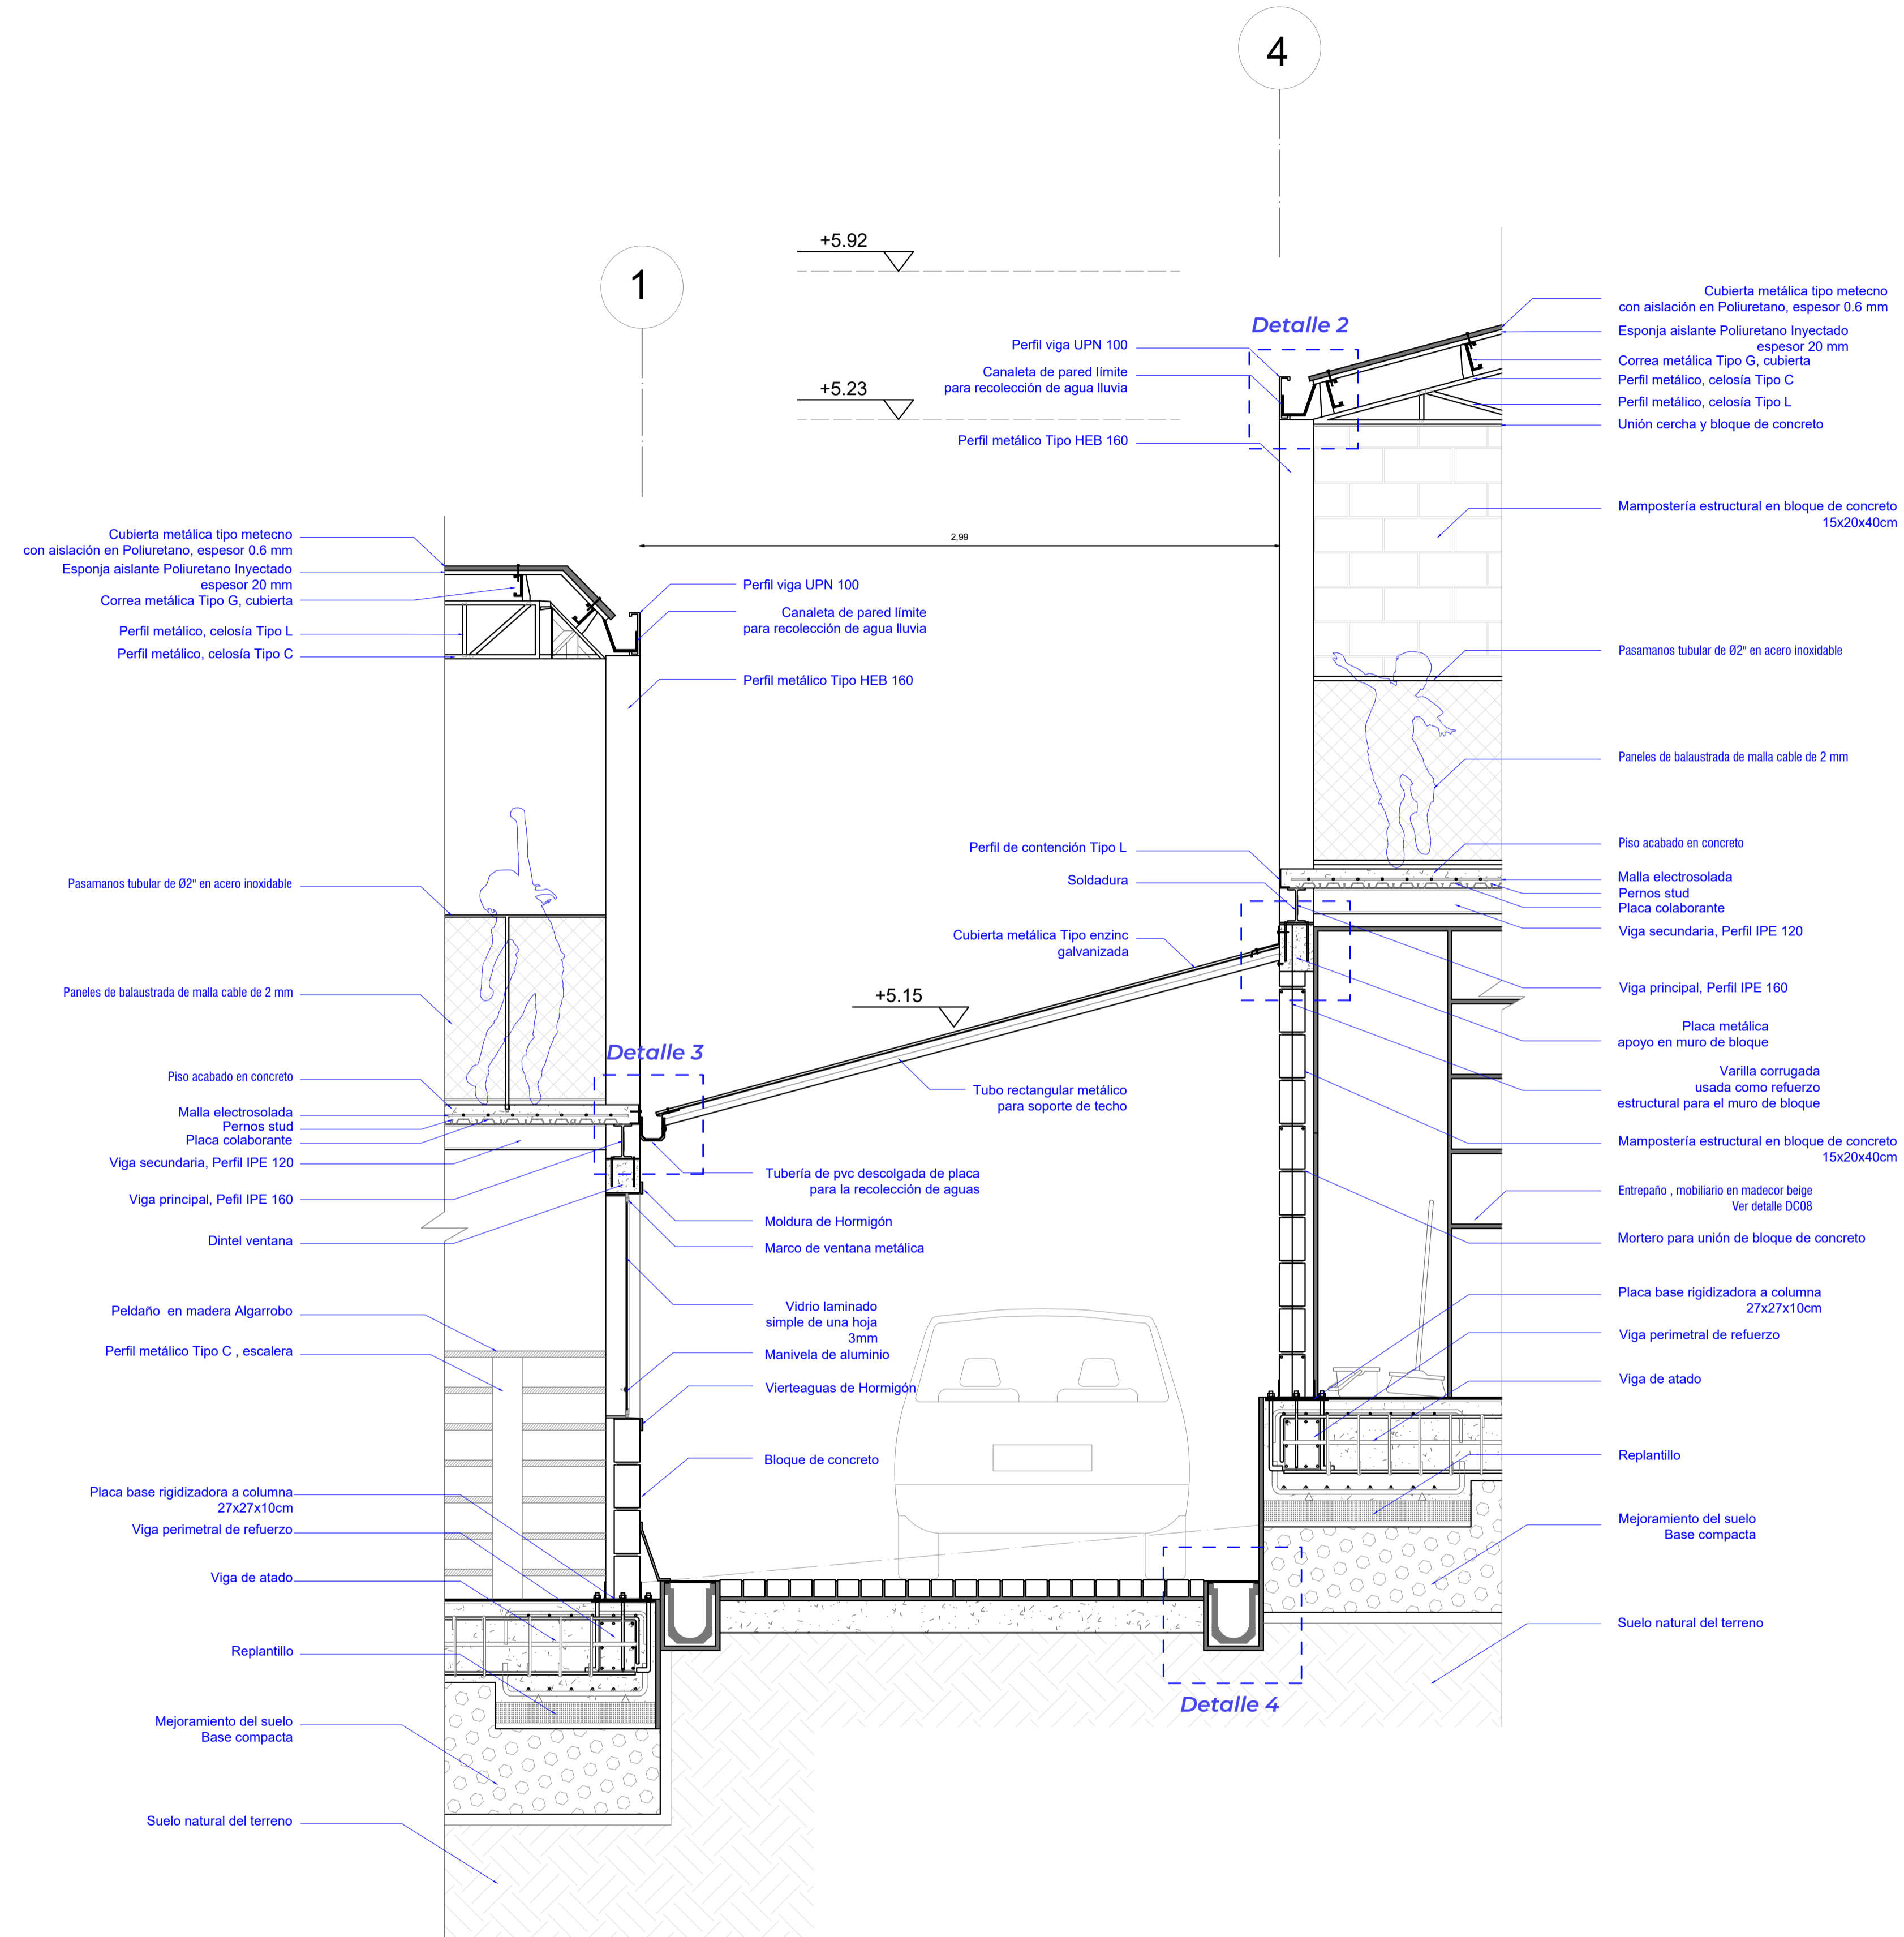 4
1
+5.92
+5.23
2,99
+5.15
Detalle 2
Detalle 3
Detalle 4
Cubierta metálica tipo metecno
con aislación en Poliuretano, espesor 0.6 mm
Esponja aislante Poliuretano Inyectado
espesor 20 mm
Correa metálica Tipo G, cubierta
Perfil metálico, celosía Tipo L
Perfil metálico, celosía Tipo C
Pasamanos tubular de Ø2" en acero inoxidable
Paneles de balaustrada de malla cable de 2 mm
Piso acabado en concreto
Malla electrosolada
Pernos stud
Placa colaborante
Viga secundaria, Perfil IPE 120
Viga principal, Pefil IPE 160
Dintel ventana
Peldaño en madera Algarrobo
Perfil metálico Tipo C , escalera
Placa base rigidizadora a columna
27x27x10cm
Viga perimetral de refuerzo
Viga de atado
Replantillo
Mejoramiento del suelo
Base compacta
Suelo natural del terreno
Perfil viga UPN 100
Canaleta de pared límite
para recolección de agua lluvia
Perfil metálico Tipo HEB 160
Tubería de pvc descolgada de placa
para la recolección de aguas
Moldura de Hormigón
Marco de ventana metálica
Vidrio laminado
simple de una hoja
3mm
Manivela de aluminio
Vierteaguas de Hormigón
Bloque de concreto
Perfil viga UPN 100
Canaleta de pared límite
para recolección de agua lluvia
Perfil metálico Tipo HEB 160
Perfil de contención Tipo L
Soldadura
Cubierta metálica Tipo enzinc
galvanizada
Tubo rectangular metálico
para soporte de techo
Cubierta metálica tipo metecno
con aislación en Poliuretano, espesor 0.6 mm
Esponja aislante Poliuretano Inyectado
espesor 20 mm
Correa metálica Tipo G, cubierta
Perfil metálico, celosía Tipo C
Perfil metálico, celosía Tipo L
Unión cercha y bloque de concreto
Mampostería estructural en bloque de concreto
15x20x40cm
Pasamanos tubular de Ø2" en acero inoxidable
Paneles de balaustrada de malla cable de 2 mm
Piso acabado en concreto
Malla electrosolada
Pernos stud
Placa colaborante
Viga secundaria, Perfil IPE 120
Viga principal, Perfil IPE 160
Placa metálica
apoyo en muro de bloque
Varilla corrugada
usada como refuerzo
estructural para el muro de bloque
Mampostería estructural en bloque de concreto
15x20x40cm
Entrepaño , mobiliario en madecor beige
Ver detalle DC08
Mortero para unión de bloque de concreto
Placa base rigidizadora a columna
27x27x10cm
Viga perimetral de refuerzo
Viga de atado
Replantillo
Mejoramiento del suelo
Base compacta
Suelo natural del terreno